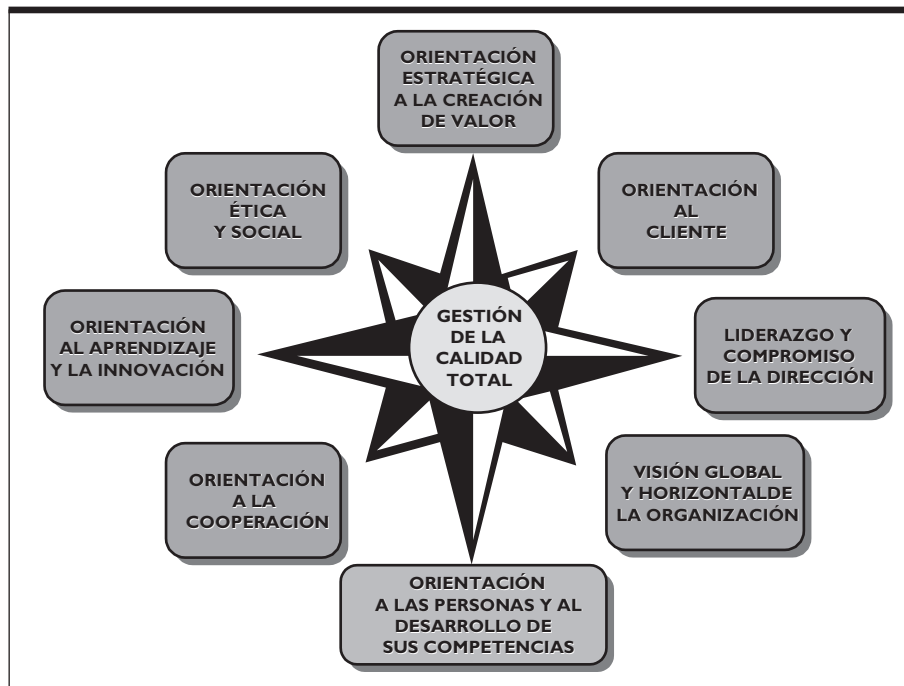 ORIENTACIÓN
ESTRATÉGICA
A LA CREACIÓN
DE VALOR
ORIENTACIÓN
ÉTICA
Y SOCIAL
ORIENTACIÓN
AL
CLIENTE
ORIENTACIÓN
AL APRENDIZAJE
Y LA INNOVACIÓN
GESTIÓN
DE LA
CALIDAD
TOTAL
LIDERAZGO Y
COMPROMISO
DE LA DIRECCIÓN
ORIENTACIÓN
A LA
COOPERACIÓN
VISIÓN GLOBAL
Y HORIZONTALDE
LA ORGANIZACIÓN
ORIENTACIÓN
A LAS PERSONAS Y AL
DESARROLLO DE
SUS COMPETENCIAS